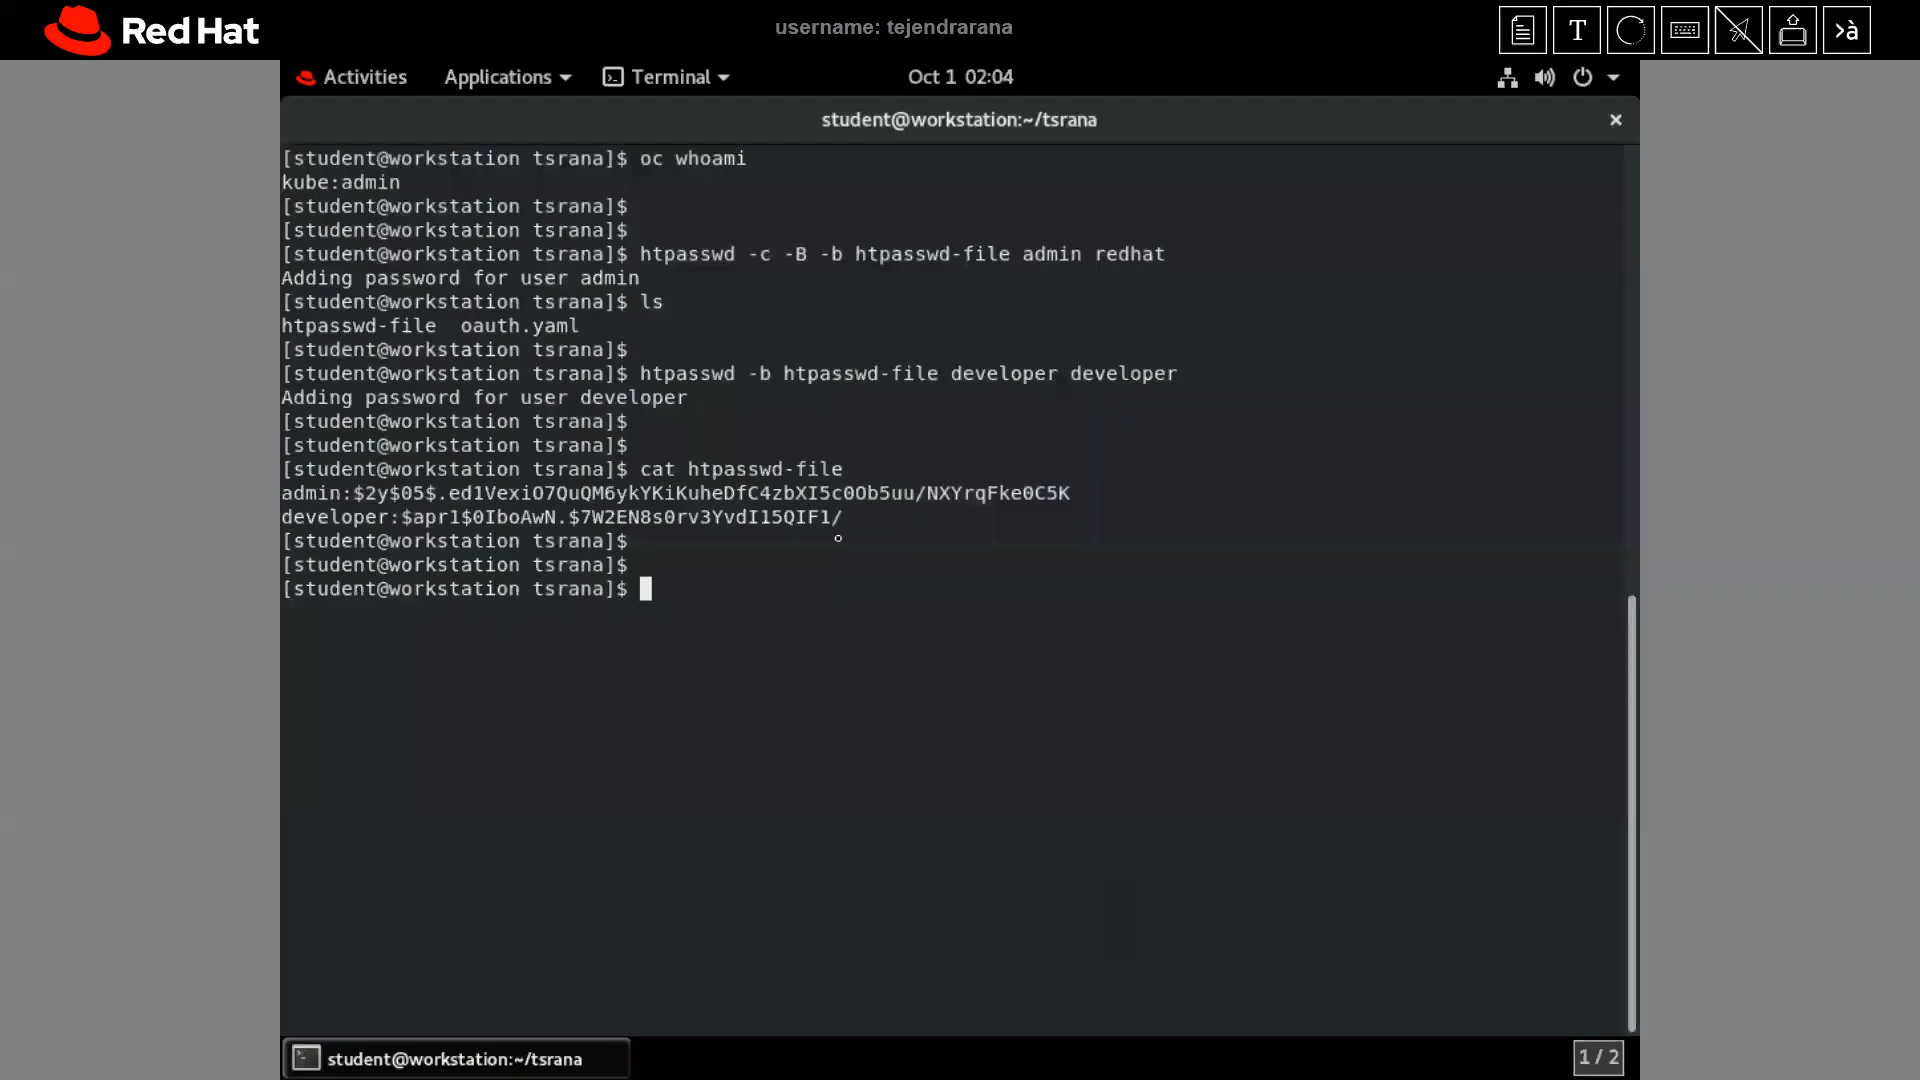 Red Hat
username: tejendrarana
T
>à
Activities Applications Terminal Oct 1 02:04
student@workstation:~/tsrana ×
[student@workstation tsrana]$ oc whoami
kube:admin
[student@workstation tsrana]$
[student@workstation tsrana]$
[student@workstation tsrana]$ htpasswd -c -B -b htpasswd-file admin redhat
Adding password for user admin
[student@workstation tsrana]$ ls
htpasswd-file  oauth.yaml
[student@workstation tsrana]$
[student@workstation tsrana]$ htpasswd -b htpasswd-file developer developer
Adding password for user developer
[student@workstation tsrana]$
[student@workstation tsrana]$
[student@workstation tsrana]$ cat htpasswd-file
admin:$2y$05$.ed1VexiO7QuQM6ykYKiKuheDfC4zbXI5c0Ob5uu/NXYrqFke0C5K
developer:$apr1$0IboAwN.$7W2EN8s0rv3YvdI15QIF1/
[student@workstation tsrana]$
[student@workstation tsrana]$
[student@workstation tsrana]$
student@workstation:~/tsrana
1 / 2